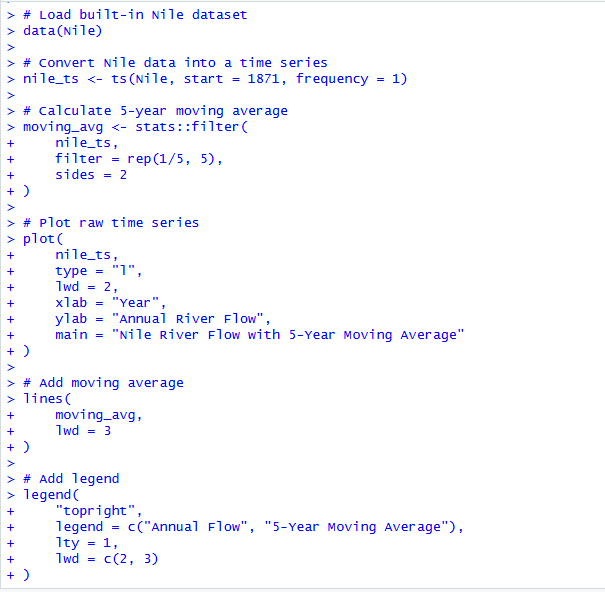 > # Load built-in Nile dataset
> data(Nile)
>
> # Convert Nile data into a time series
> nile_ts <- ts(Nile, start = 1871, frequency = 1)
>
> # Calculate 5-year moving average
> moving_avg <- stats::filter(
+     nile_ts,
+     filter = rep(1/5, 5),
+     sides = 2
+ )
>
> # Plot raw time series
> plot(
+     nile_ts,
+     type = "l",
+     lwd = 2,
+     xlab = "Year",
+     ylab = "Annual River Flow",
+     main = "Nile River Flow with 5-Year Moving Average"
+ )
>
> # Add moving average
> lines(
+     moving_avg,
+     lwd = 3
+ )
>
> # Add legend
> legend(
+     "topright",
+     legend = c("Annual Flow", "5-Year Moving Average"),
+     lty = 1,
+     lwd = c(2, 3)
+ )